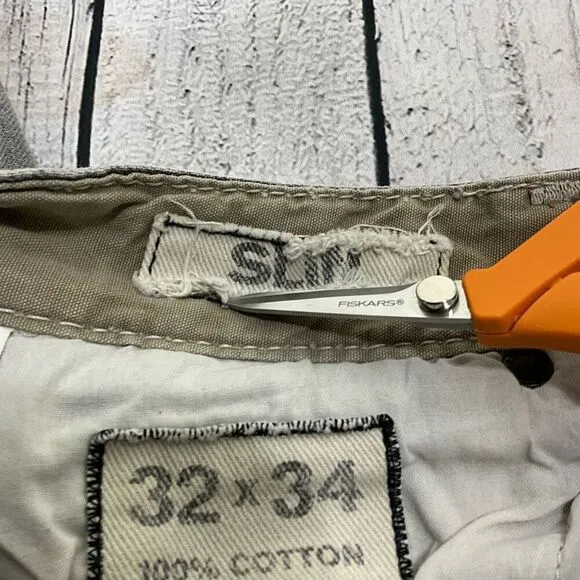 SLIM
FISKARS®
32 x 34
100% COTTON